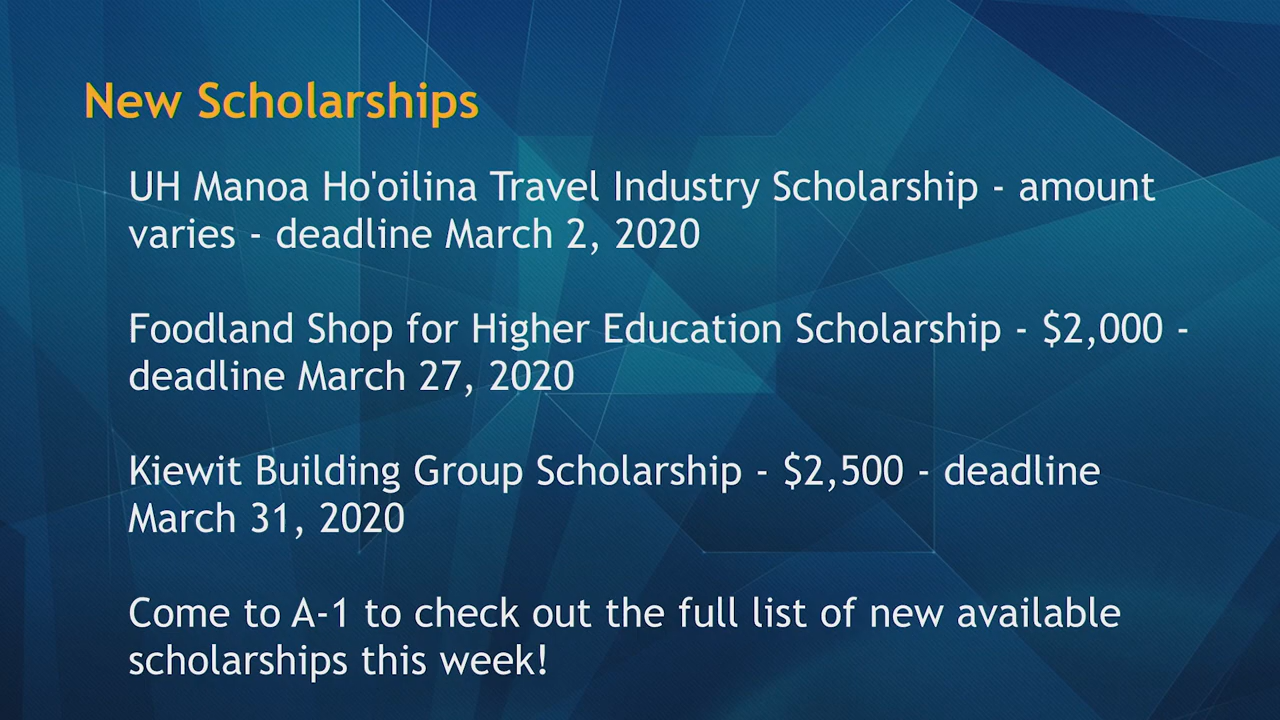 New Scholarships
UH Manoa Ho'oilina Travel Industry Scholarship - amount
varies - deadline March 2, 2020
Foodland Shop for Higher Education Scholarship - $2,000 -
deadline March 27, 2020
Kiewit Building Group Scholarship - $2,500 - deadline
March 31, 2020
Come to A-1 to check out the full list of new available
scholarships this week!